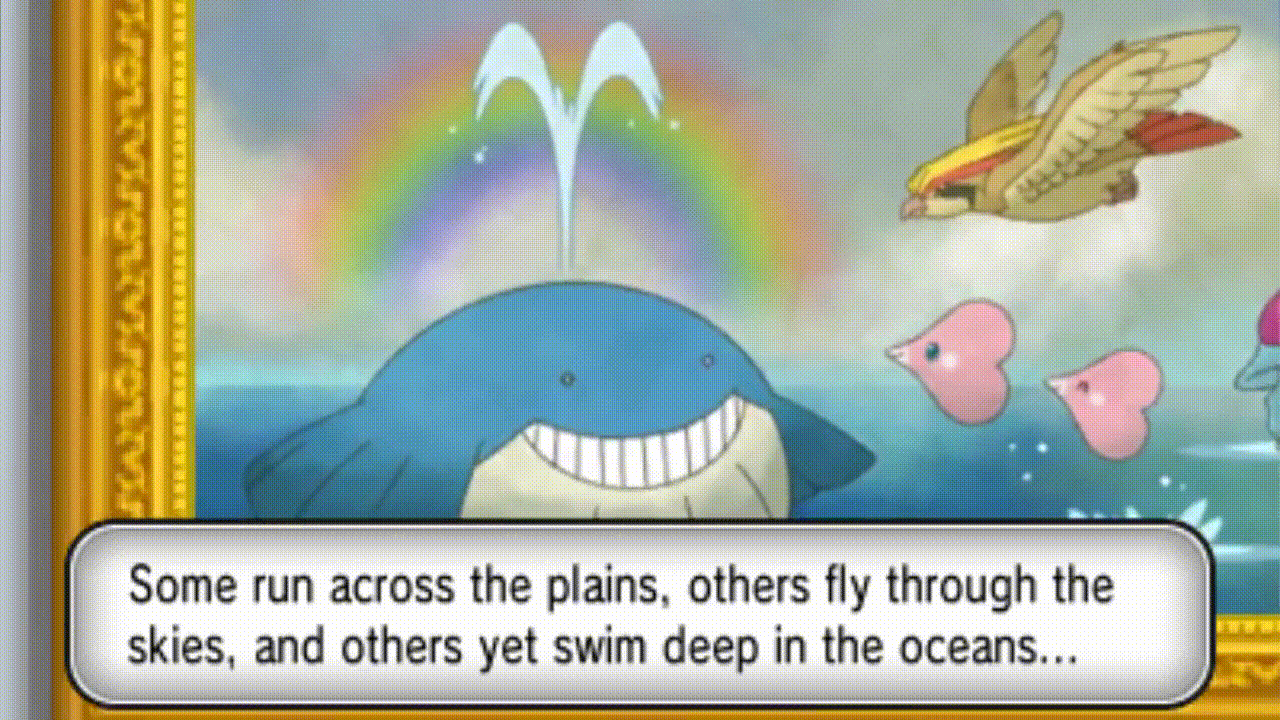 Some run across the plains, others fly through the
skies, and others yet swim deep in the oceans...